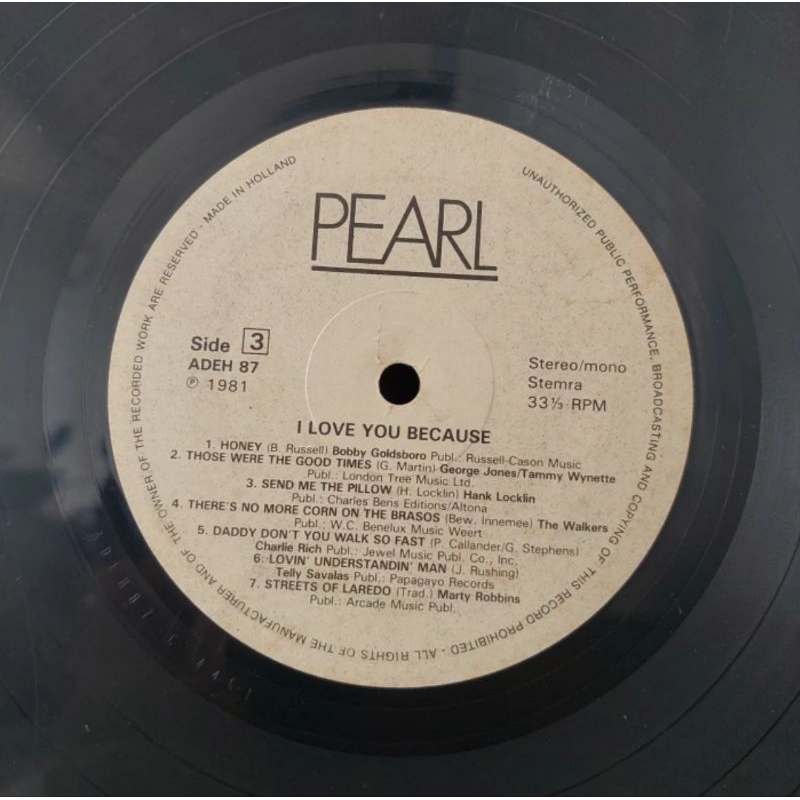 PEARL
Side 3
ADEH 87
℗ 1981
Stereo/mono
Stemra
33⅓ RPM
I LOVE YOU BECAUSE
1. HONEY (B. Russell) Bobby Goldsboro Publ.: Russell-Cason Music
2. THOSE WERE THE GOOD TIMES (G. Martin) George Jones/Tammy Wynette
Publ.: London Tree Music Ltd.
3. SEND ME THE PILLOW (H. Locklin) Hank Locklin
Publ.: Charles Bens Editions/Altona
4. THERE'S NO MORE CORN ON THE BRASOS (Bew. Innemee) The Walkers
Publ.: W.C. Benelux Music Weert
5. DADDY DON'T YOU WALK SO FAST (P. Callander/G. Stephens)
Charlie Rich Publ.: Jewel Music Publ. Co., Inc.
6. LOVIN' UNDERSTANDIN' MAN (J. Rushing)
Telly Savalas Publ.: Papagayo Records
7. STREETS OF LAREDO (Trad.) Marty Robbins
Publ.: Arcade Music Publ.
UNAUTHORIZED PUBLIC PERFORMANCE, BROADCASTING AND COPYING OF THIS RECORD PROHIBITED - ALL RIGHTS OF THE MANUFACTURER AND OF THE OWNER OF THE RECORDED WORK ARE RESERVED - MADE IN HOLLAND